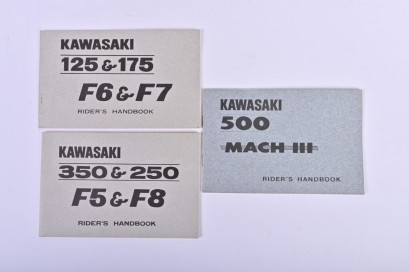 KAWASAKI
125 & 175
F6 & F7
RIDER'S HANDBOOK
KAWASAKI
350 & 250
F5 & F8
RIDER'S HANDBOOK
KAWASAKI
500
MACH III
RIDER'S HANDBOOK